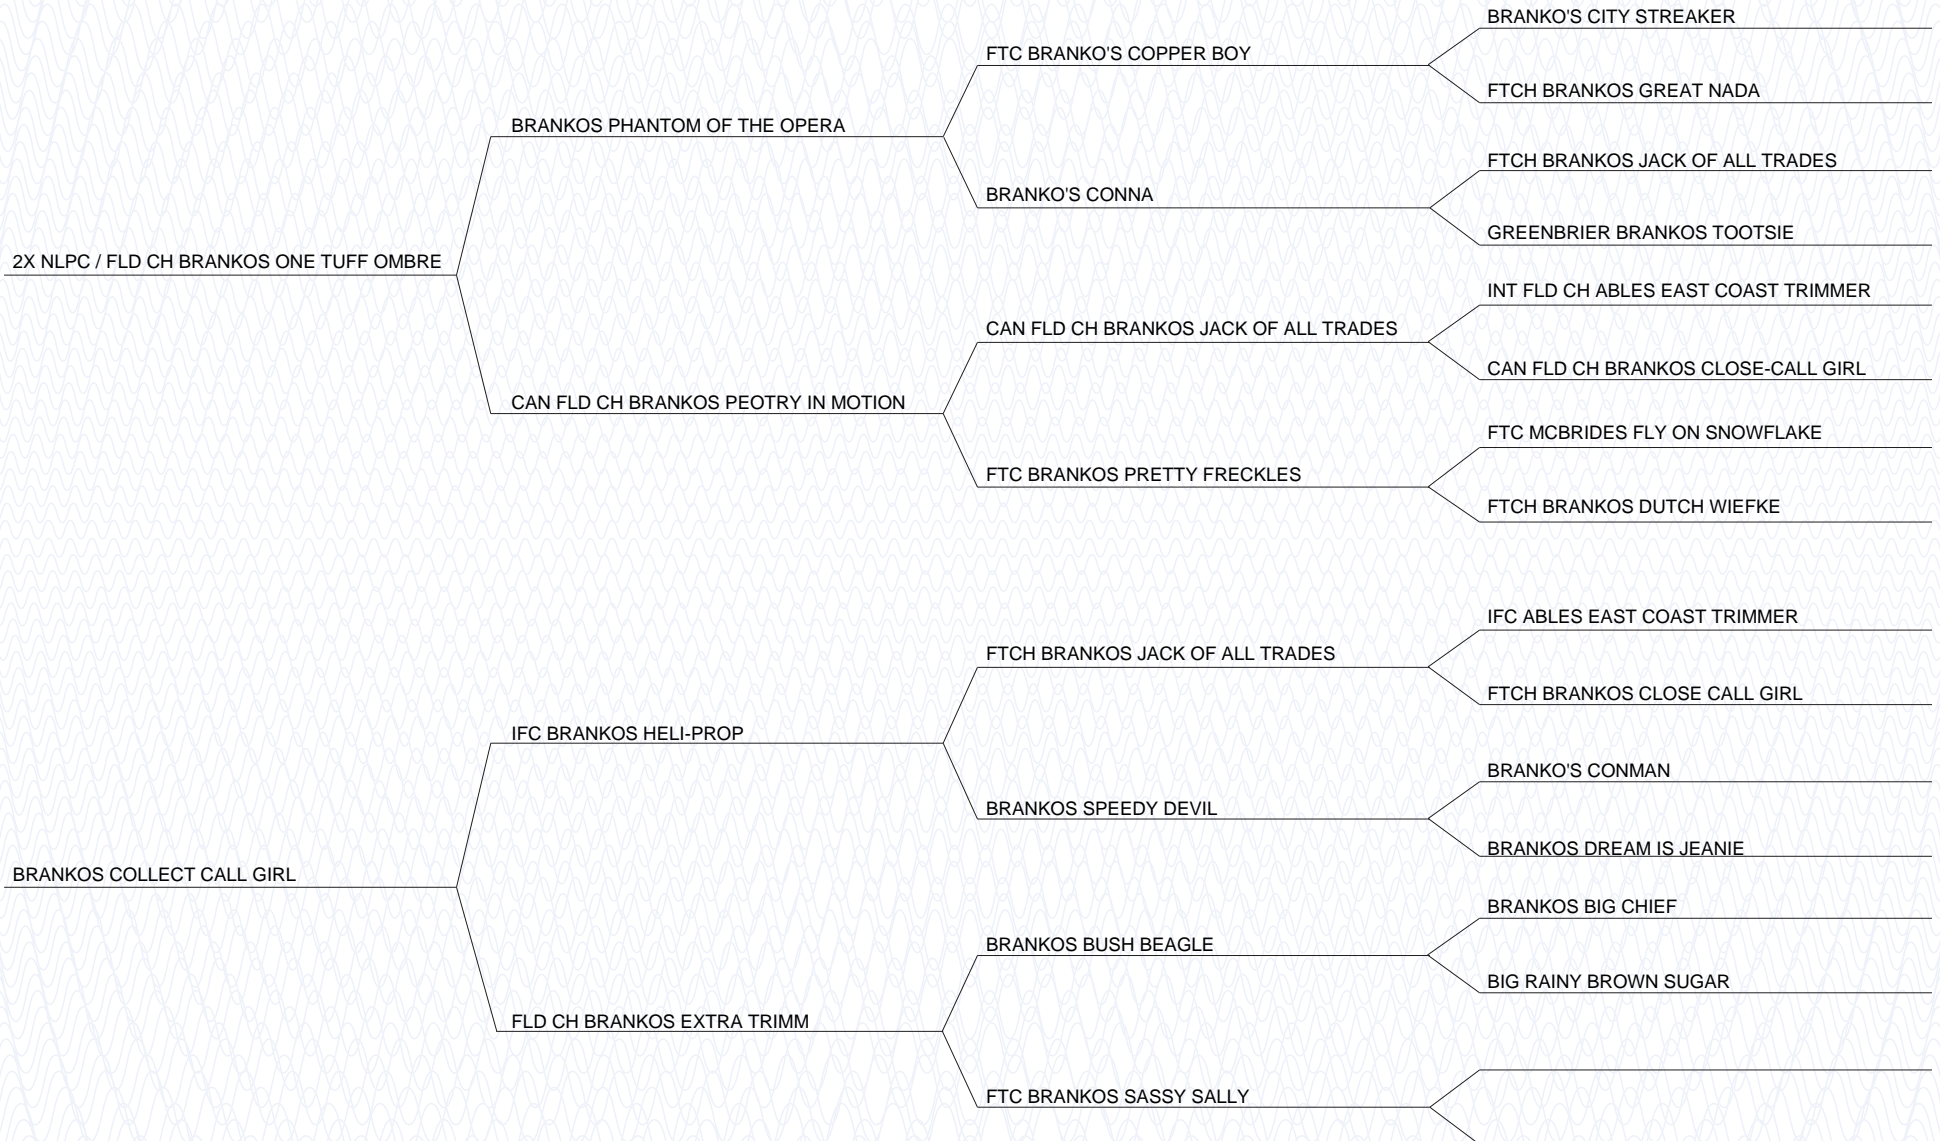 BRANKO'S CITY STREAKER
FTC BRANKO'S COPPER BOY
FTCH BRANKOS GREAT NADA
BRANKOS PHANTOM OF THE OPERA
FTCH BRANKOS JACK OF ALL TRADES
BRANKO'S CONNA
GREENBRIER BRANKOS TOOTSIE
2X NLPC / FLD CH BRANKOS ONE TUFF OMBRE
INT FLD CH ABLES EAST COAST TRIMMER
CAN FLD CH BRANKOS JACK OF ALL TRADES
CAN FLD CH BRANKOS CLOSE-CALL GIRL
CAN FLD CH BRANKOS PEOTRY IN MOTION
FTC MCBRIDES FLY ON SNOWFLAKE
FTC BRANKOS PRETTY FRECKLES
FTCH BRANKOS DUTCH WIEFKE
IFC ABLES EAST COAST TRIMMER
FTCH BRANKOS JACK OF ALL TRADES
FTCH BRANKOS CLOSE CALL GIRL
IFC BRANKOS HELI-PROP
BRANKO'S CONMAN
BRANKOS SPEEDY DEVIL
BRANKOS DREAM IS JEANIE
BRANKOS COLLECT CALL GIRL
BRANKOS BIG CHIEF
BRANKOS BUSH BEAGLE
BIG RAINY BROWN SUGAR
FLD CH BRANKOS EXTRA TRIMM
FTC BRANKOS SASSY SALLY